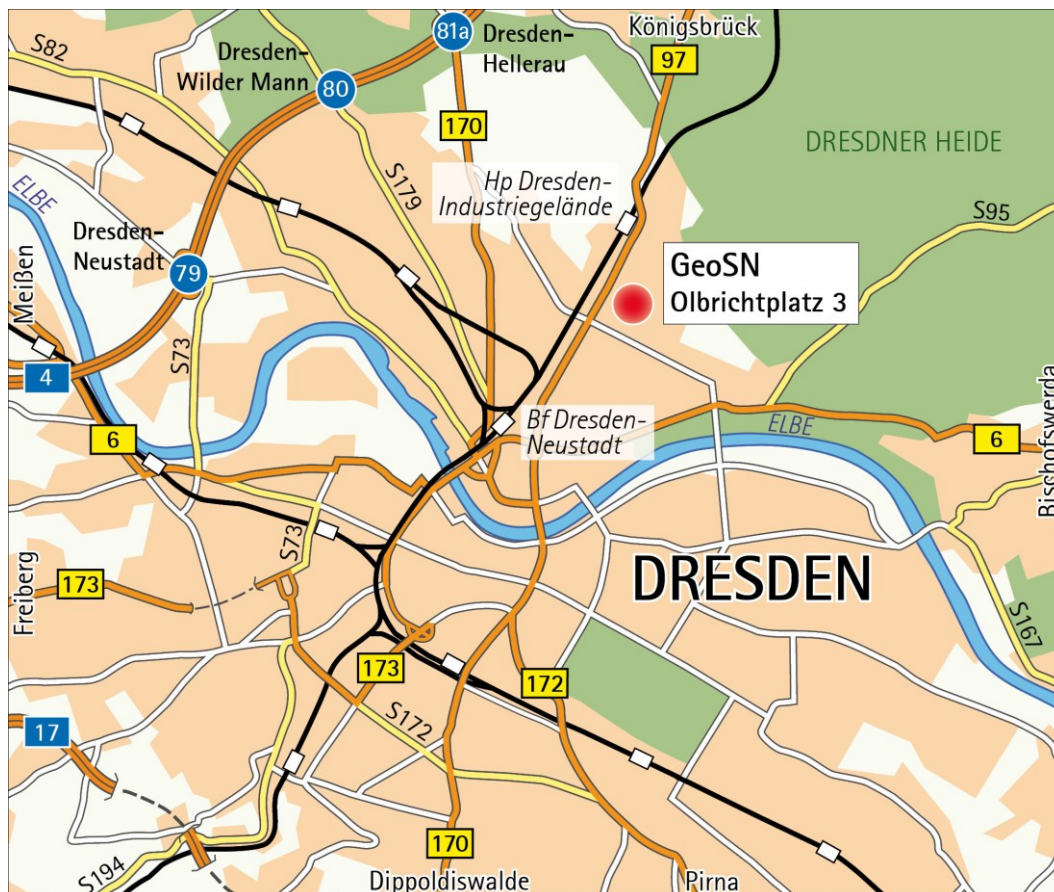 81a
Königsbrück
S82
Dresden-
Wilder Mann
80
Dresden-
Hellerau
97
170
DRESDNER HEIDE
S179
Hp Dresden-
Industriegelände
ELBE
S95
Dresden-
Neustadt
79
Meißen
GeoSN
Olbrichtplatz 3
S73
4
6
Bf Dresden-
Neustadt
ELBE
6
Bischofswerda
S73
DRESDEN
173
Freiberg
S167
173
172
17
S172
170
S194
Dippoldiswalde
Pirna